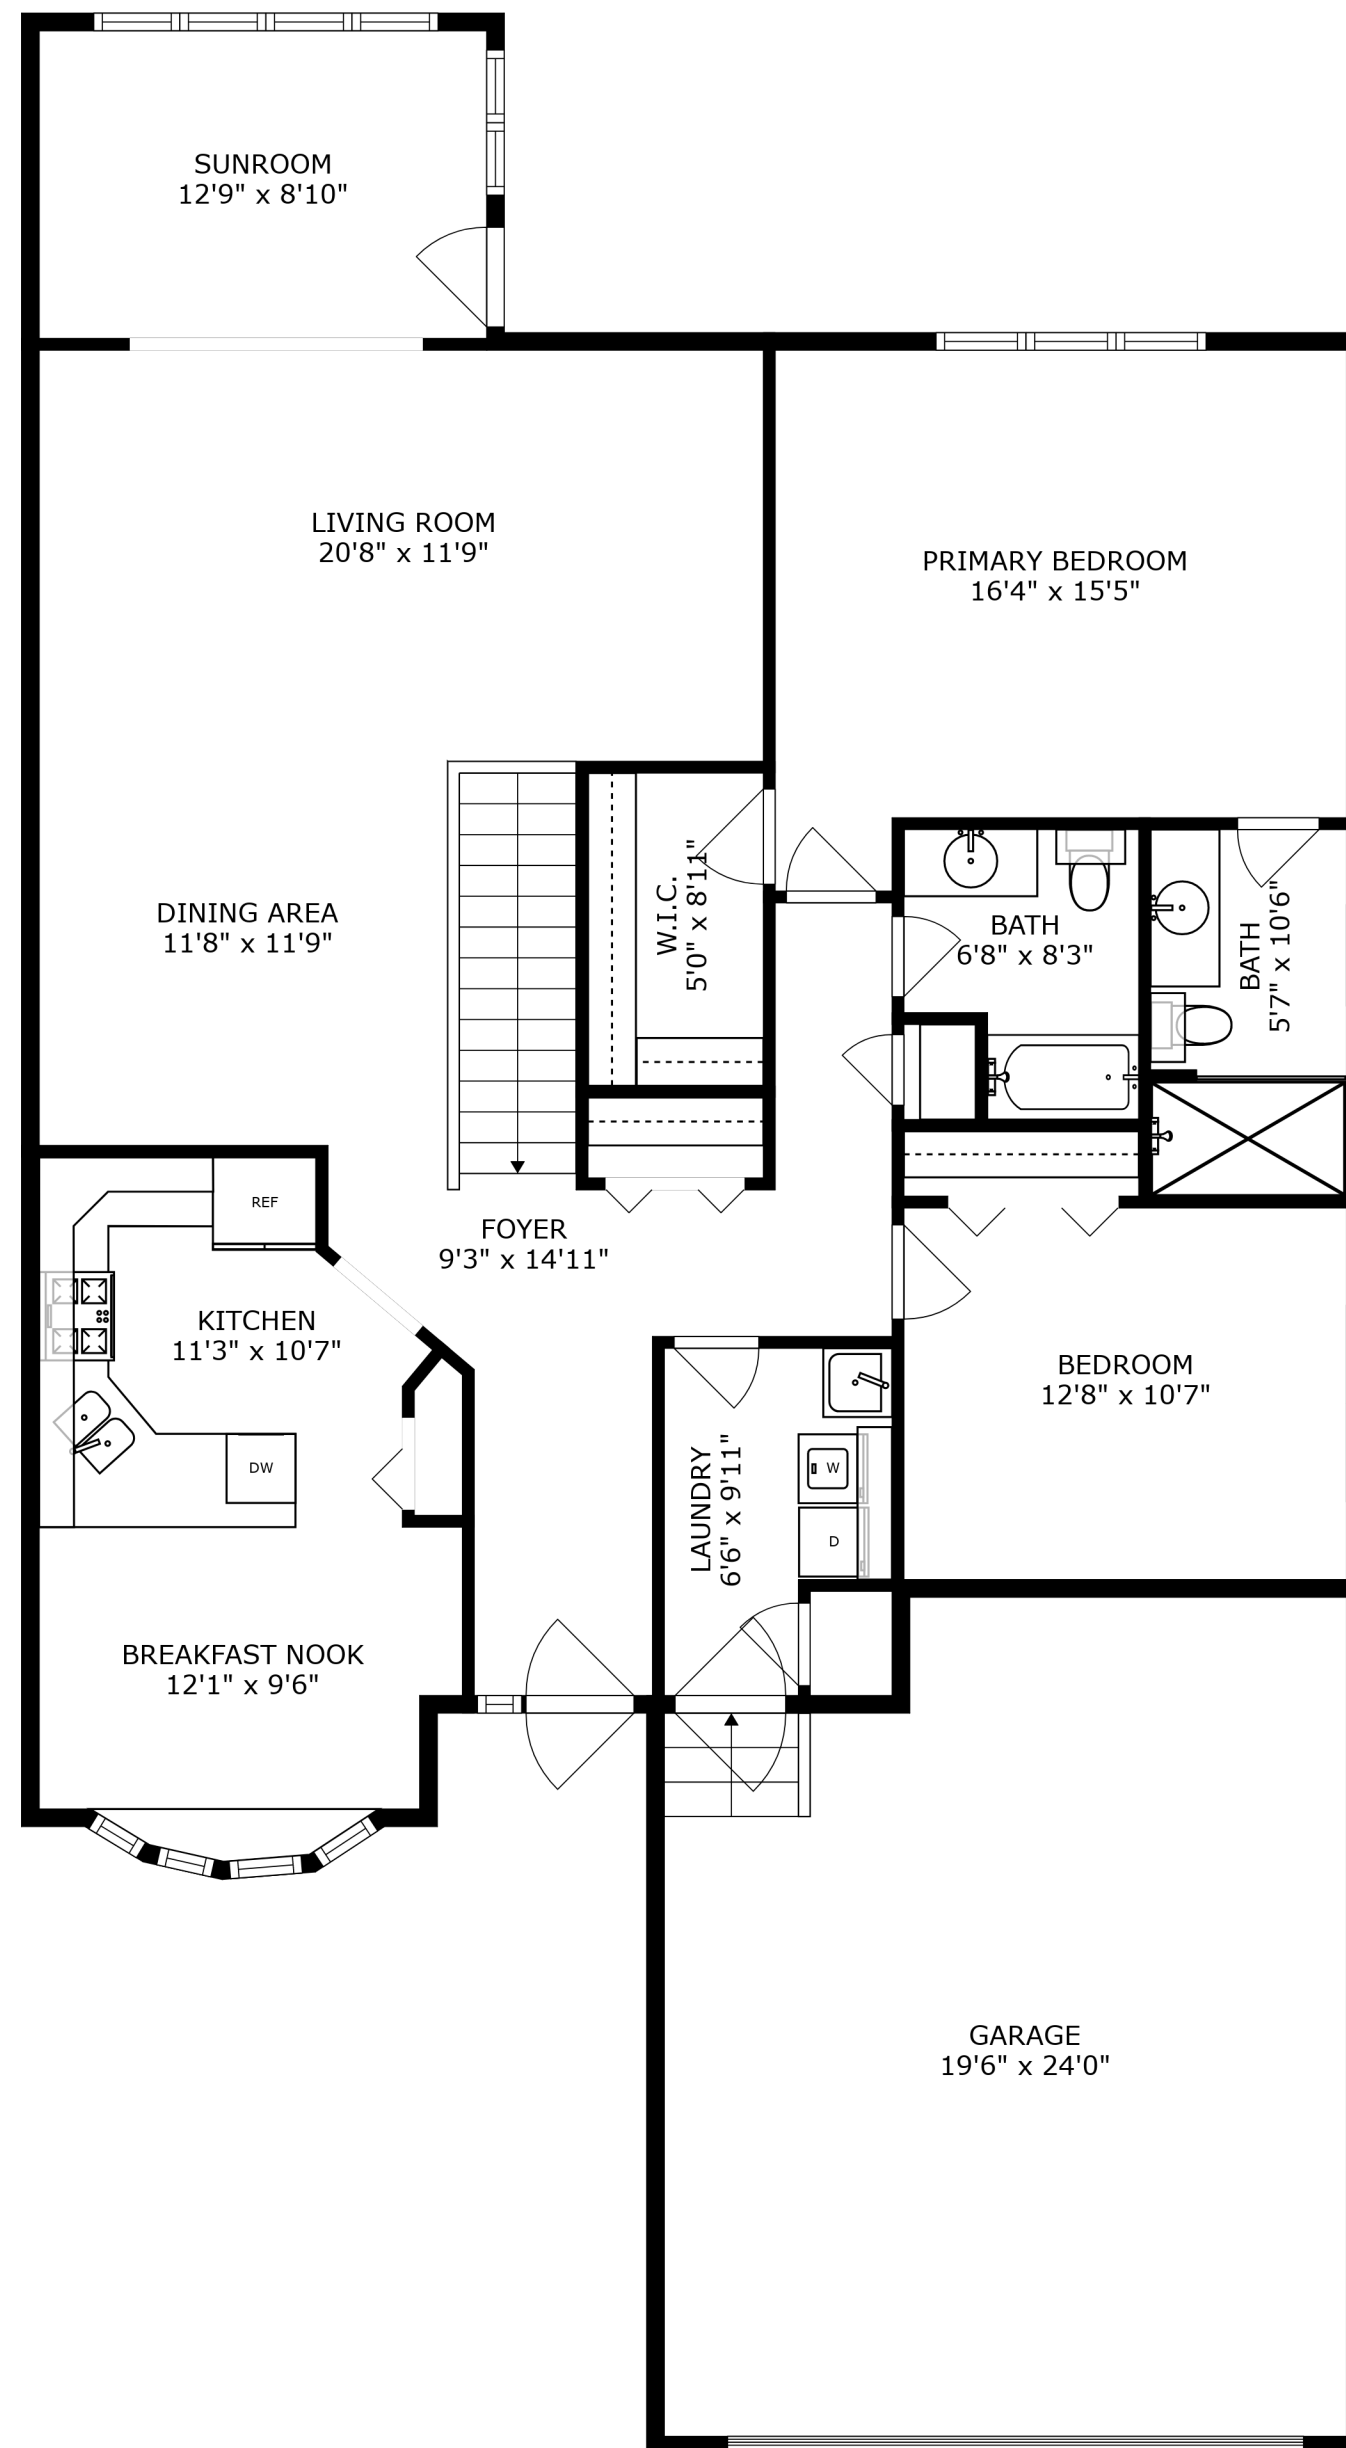 SUNROOM
12'9" x 8'10"
LIVING ROOM
20'8" x 11'9"
PRIMARY BEDROOM
16'4" x 15'5"
DINING AREA
11'8" x 11'9"
W.I.C.
5'0" x 8'11"
BATH
6'8" x 8'3"
BATH
5'7" x 10'6"
REF
FOYER
9'3" x 14'11"
KITCHEN
11'3" x 10'7"
BEDROOM
12'8" x 10'7"
DW
LAUNDRY
6'6" x 9'11"
W
D
BREAKFAST NOOK
12'1" x 9'6"
GARAGE
19'6" x 24'0"